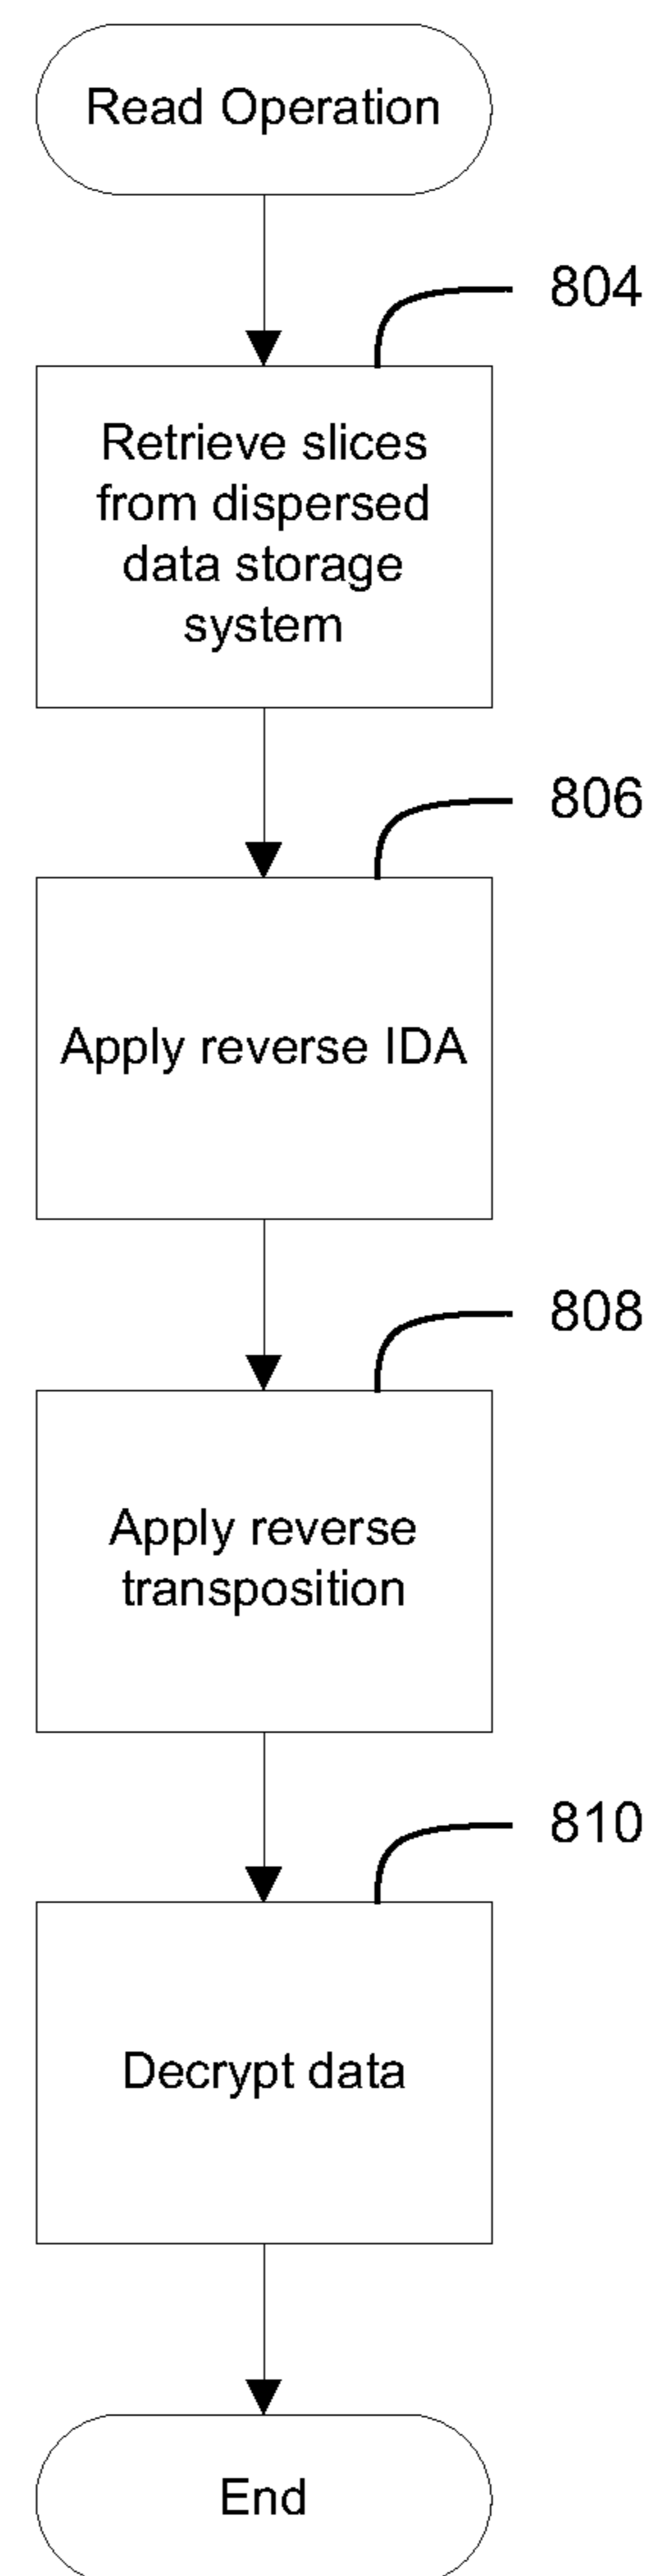 Read Operation
804
Retrieve slices
from dispersed
data storage
system
806
Apply reverse IDA
808
Apply reverse
transposition
810
Decrypt data
End